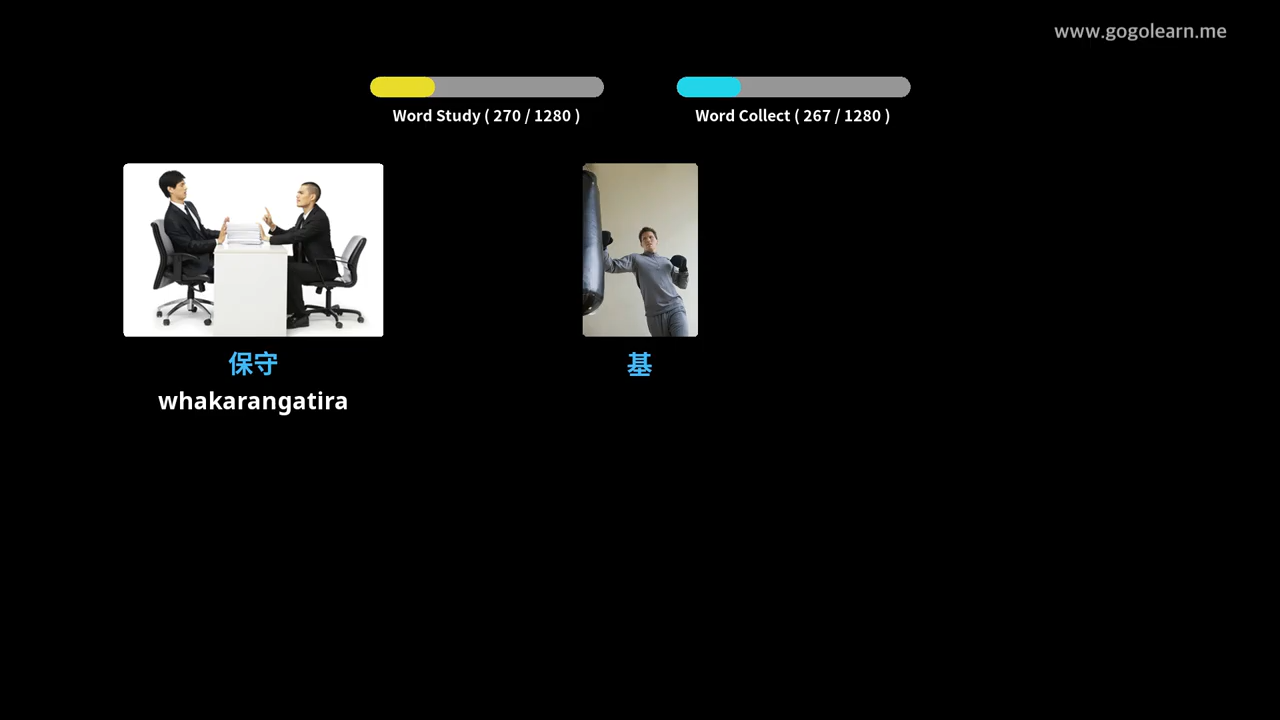 www.gogolearn.me
Word Study ( 270 / 1280 )
Word Collect ( 267 / 1280 )
保守
whakarangatira
基